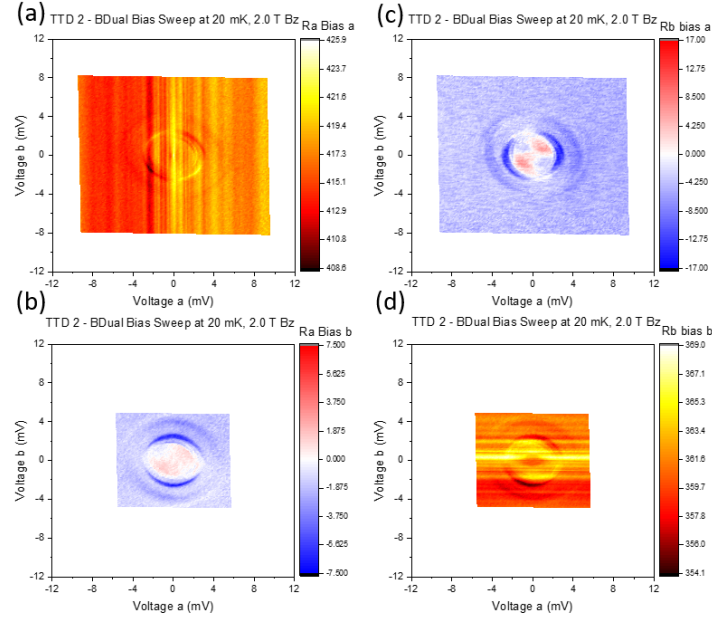 (a)
TTD 2 - BDual Bias Sweep at 20 mK, 2.0 T Bz
Ra Bias a
425.9
423.7
421.6
419.4
417.3
415.1
412.9
410.8
408.6
12
8
4
0
-4
-8
-12
Voltage b (mV)
-12 -8 -4 0 4 8 12
Voltage a (mV)
(c)
TTD 2 - BDual Bias Sweep at 20 mK, 2.0 T Bz
Rb bias a
17.00
12.75
8.500
4.250
0.000
-4.250
-8.500
-12.75
-17.00
12
8
4
0
-4
-8
-12
Voltage b (mV)
-12 -8 -4 0 4 8 12
Voltage a (mV)
(b)
TTD 2 - BDual Bias Sweep at 20 mK, 2.0 T Bz
Ra Bias b
7.500
5.625
3.750
1.875
0.000
-1.875
-3.750
-5.625
-7.500
12
8
4
0
-4
-8
-12
Voltage b (mV)
-12 -8 -4 0 4 8 12
Voltage a (mV)
(d)
TTD 2 - BDual Bias Sweep at 20 mK, 2.0 T Bz
Rb bias b
369.0
367.1
365.3
363.4
361.6
359.7
357.8
356.0
354.1
12
8
4
0
-4
-8
-12
Voltage b (mV)
-12 -8 -4 0 4 8 12
Voltage a (mV)